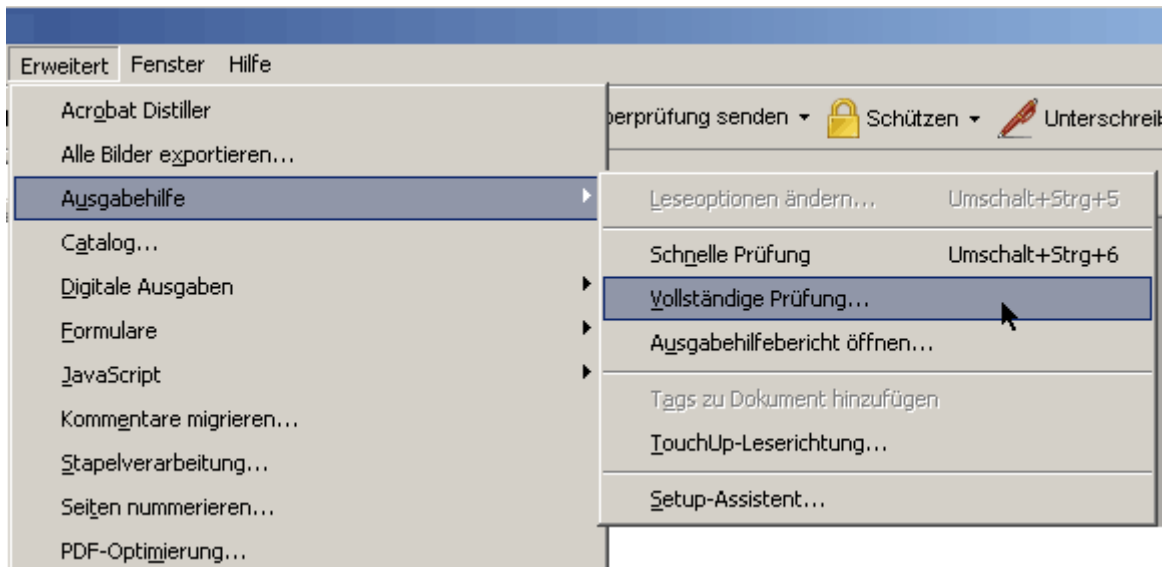 Erweitert Fenster Hilfe
Acrobat Distiller
Alle Bilder exportieren...
Ausgabehilfe
Catalog...
Digitale Ausgaben
Formulare
JavaScript
Kommentare migrieren...
Stapelverarbeitung...
Seiten nummerieren...
PDF-Optimierung...
senden Schützen
Leseoptionen ändern... Umschalt+Strg+5
Schnelle Prüfung Umschalt+Strg+6
Vollständige Prüfung...
Ausgabehilfebericht öffnen...
Tags zu Dokument hinzufügen
TouchUp-Leserichtung...
Setup-Assistent...